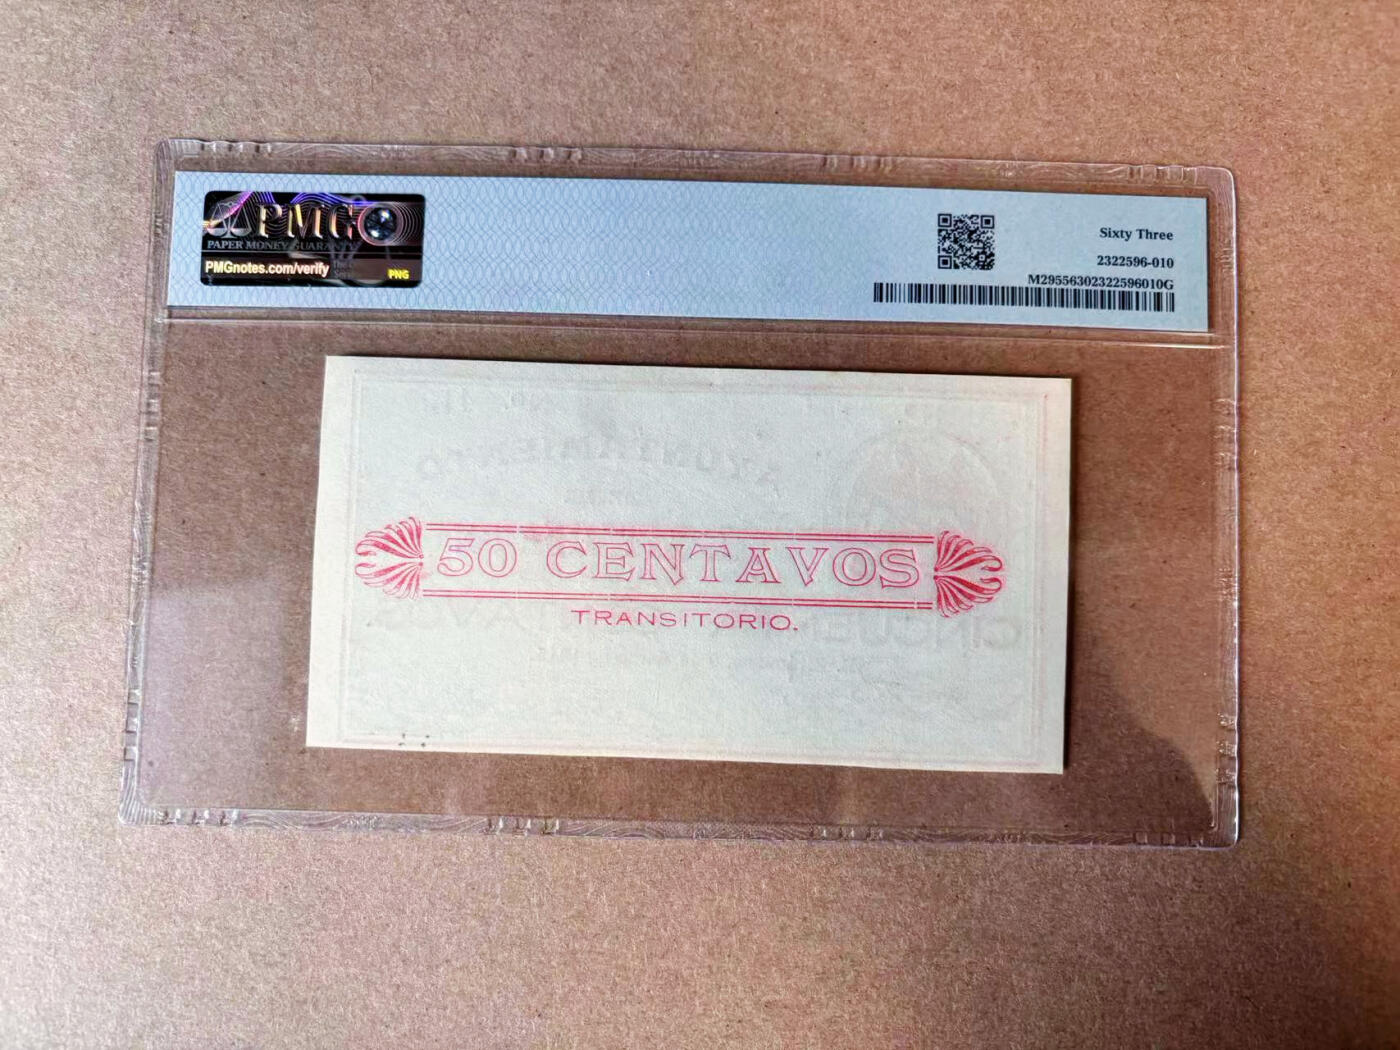 PMG
PAPER MONEY GUARANTY
PMGnotes.com/verify
PNG
Sixty Three
2322596-010
M29556302322596010G
50 CENTAVOS
TRANSITORIO.